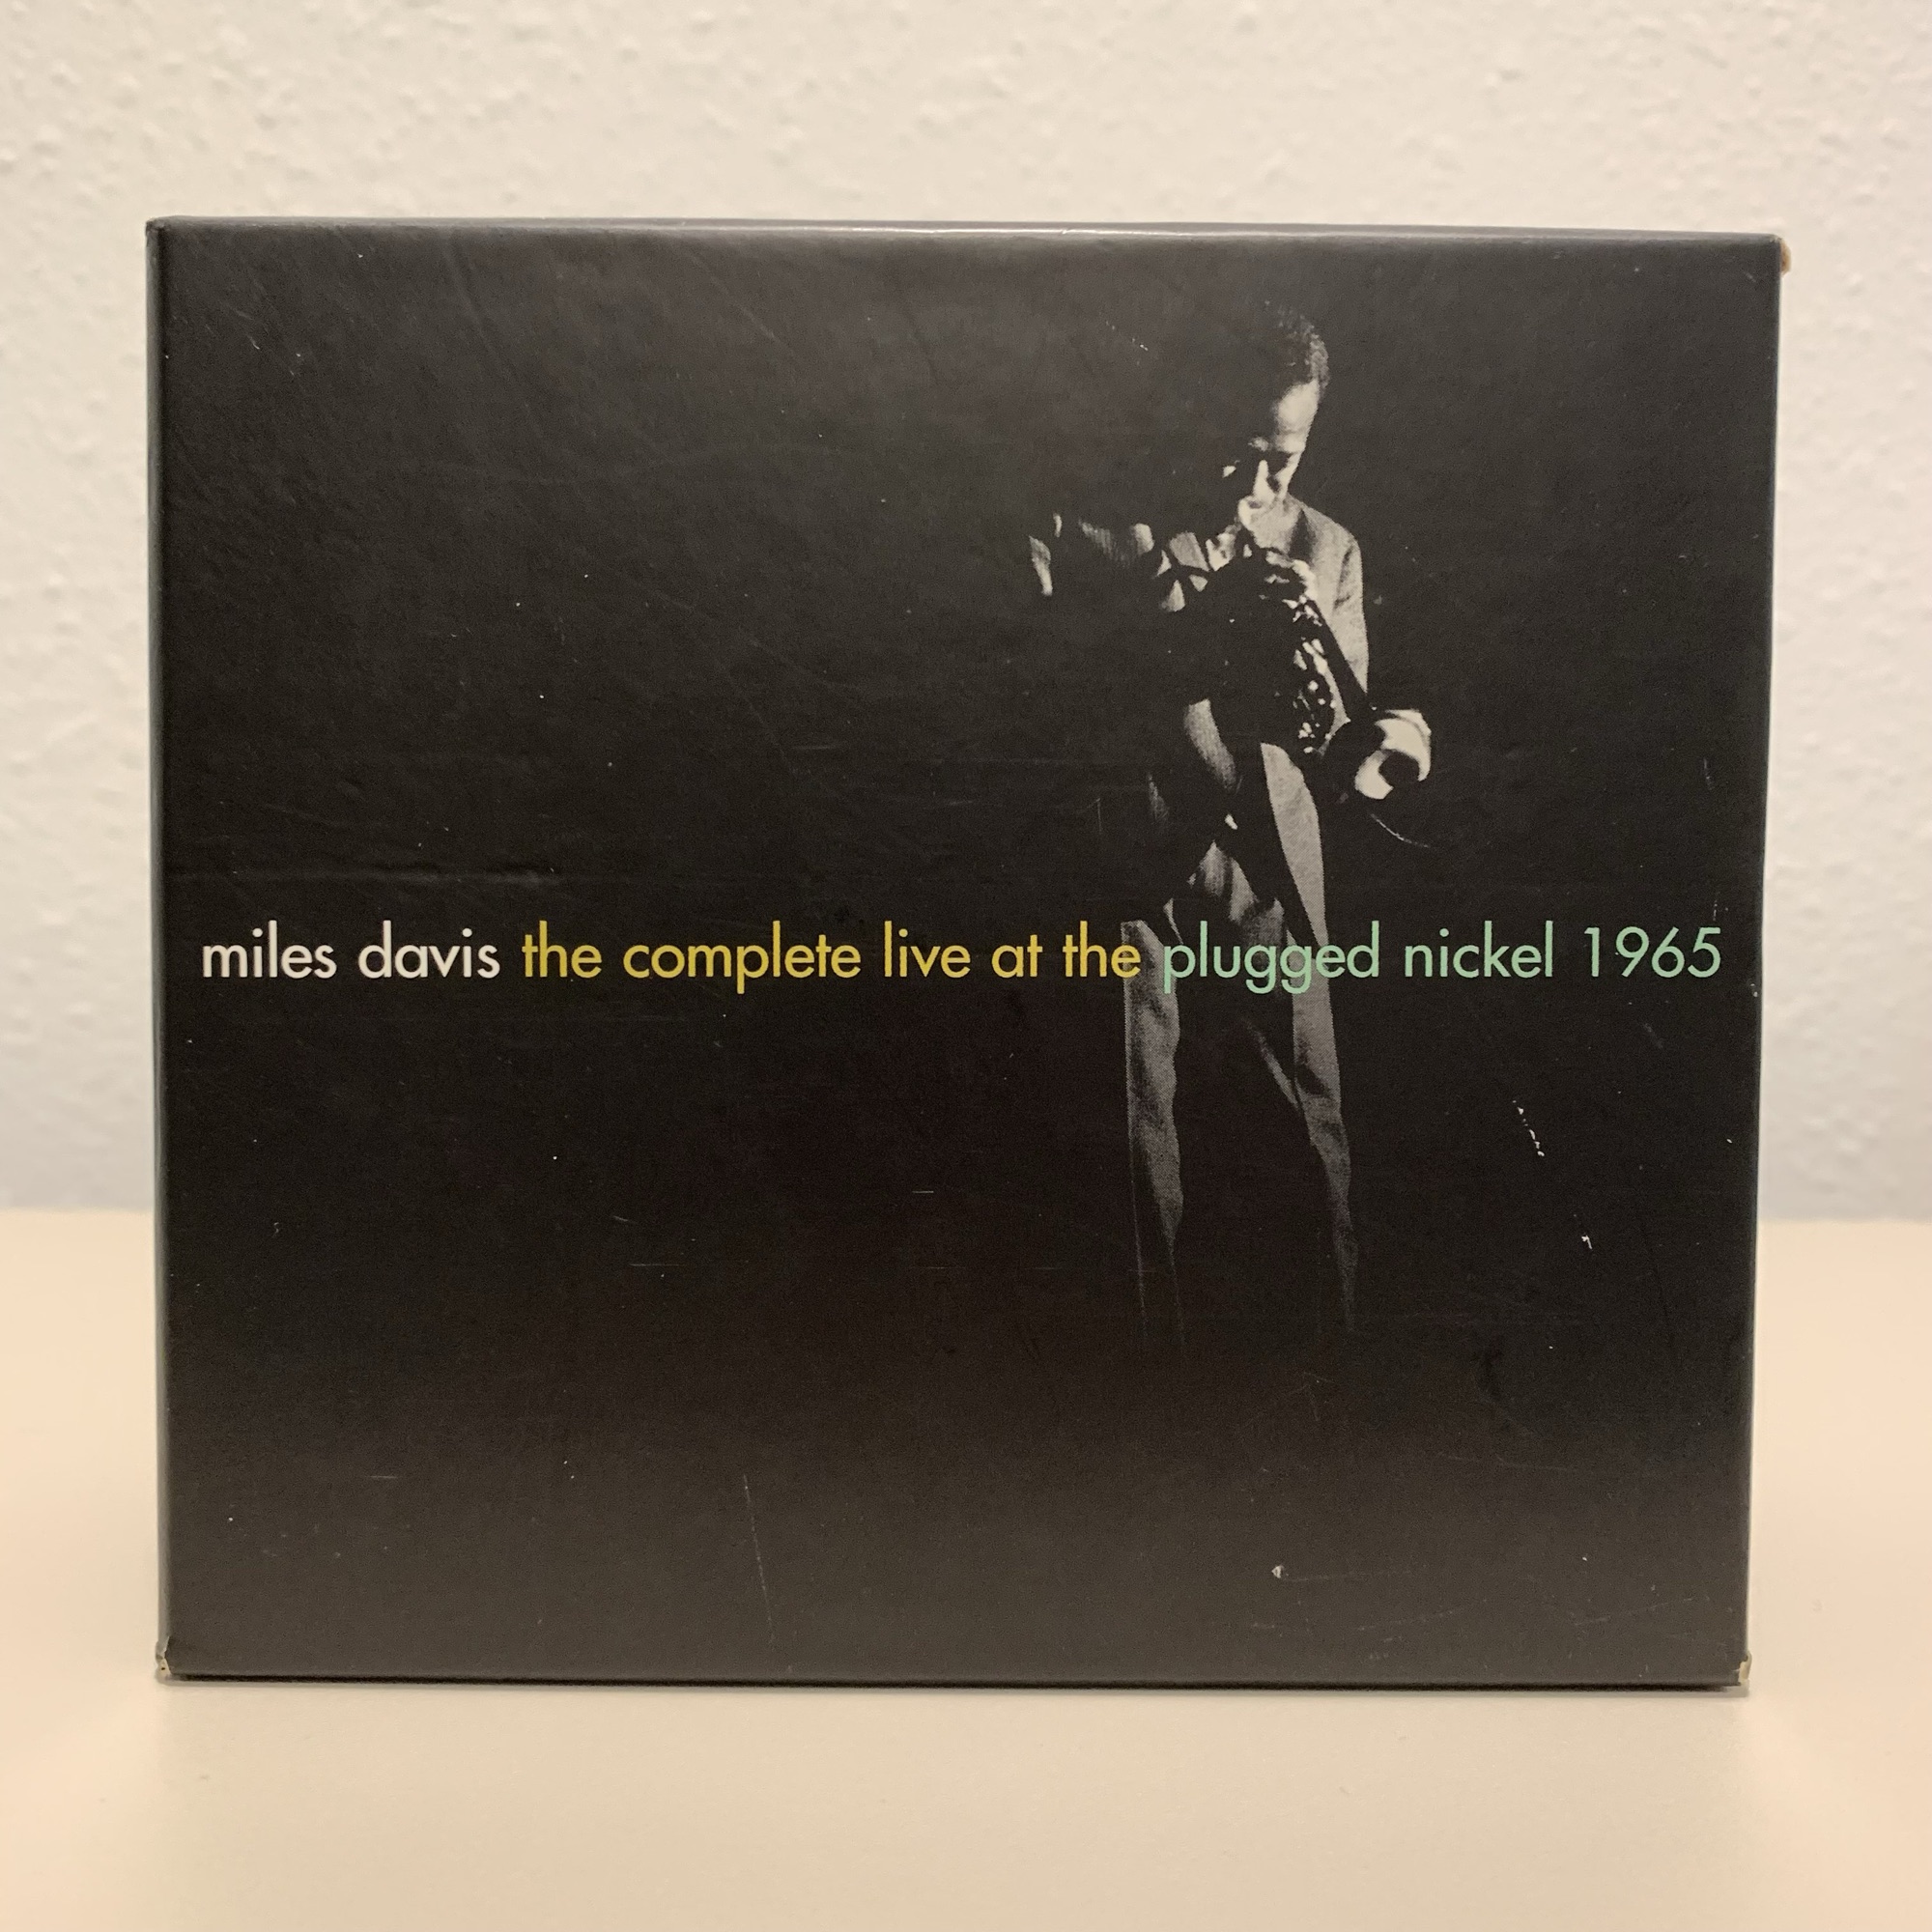 miles davis the complete live at the plugged nickel 1965